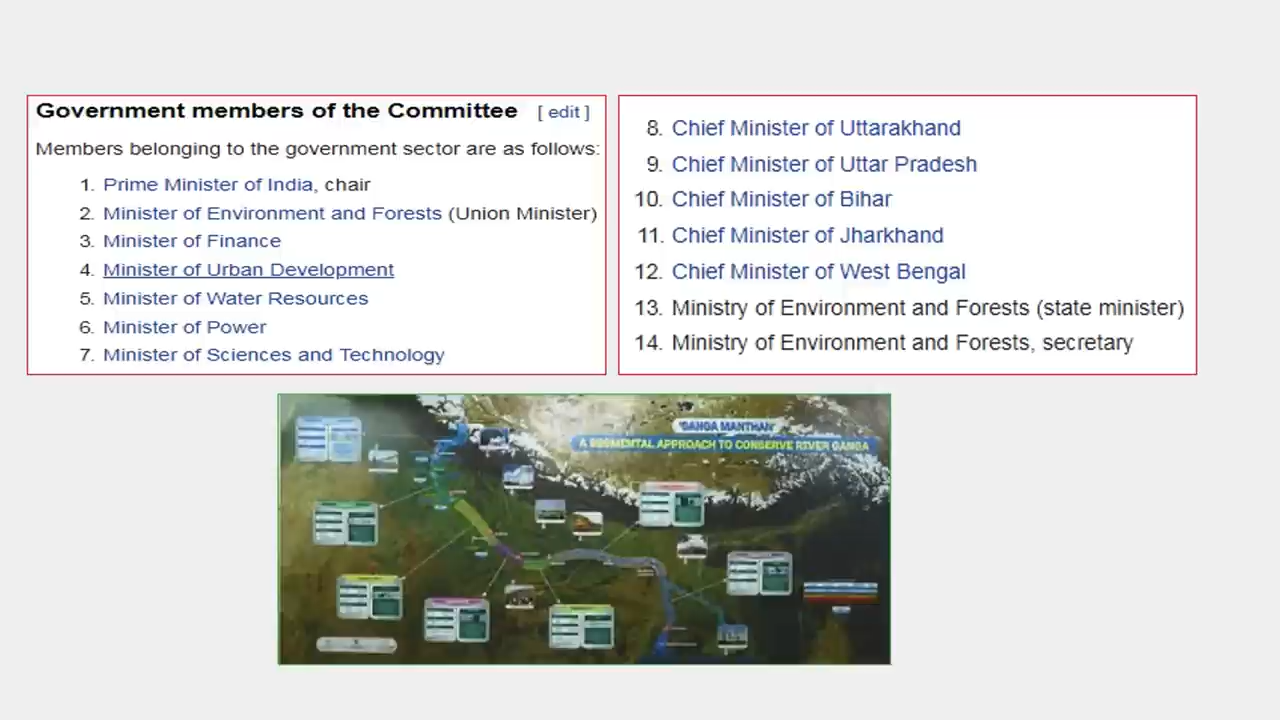 Government members of the Committee [ edit ]
Members belonging to the government sector are as follows:
1. Prime Minister of India, chair
2. Minister of Environment and Forests (Union Minister)
3. Minister of Finance
4. Minister of Urban Development
5. Minister of Water Resources
6. Minister of Power
7. Minister of Sciences and Technology
8. Chief Minister of Uttarakhand
9. Chief Minister of Uttar Pradesh
10. Chief Minister of Bihar
11. Chief Minister of Jharkhand
12. Chief Minister of West Bengal
13. Ministry of Environment and Forests (state minister)
14. Ministry of Environment and Forests, secretary
'GANGA MANTHAN'
A SEGMENTAL APPROACH TO CONSERVE RIVER GANGA